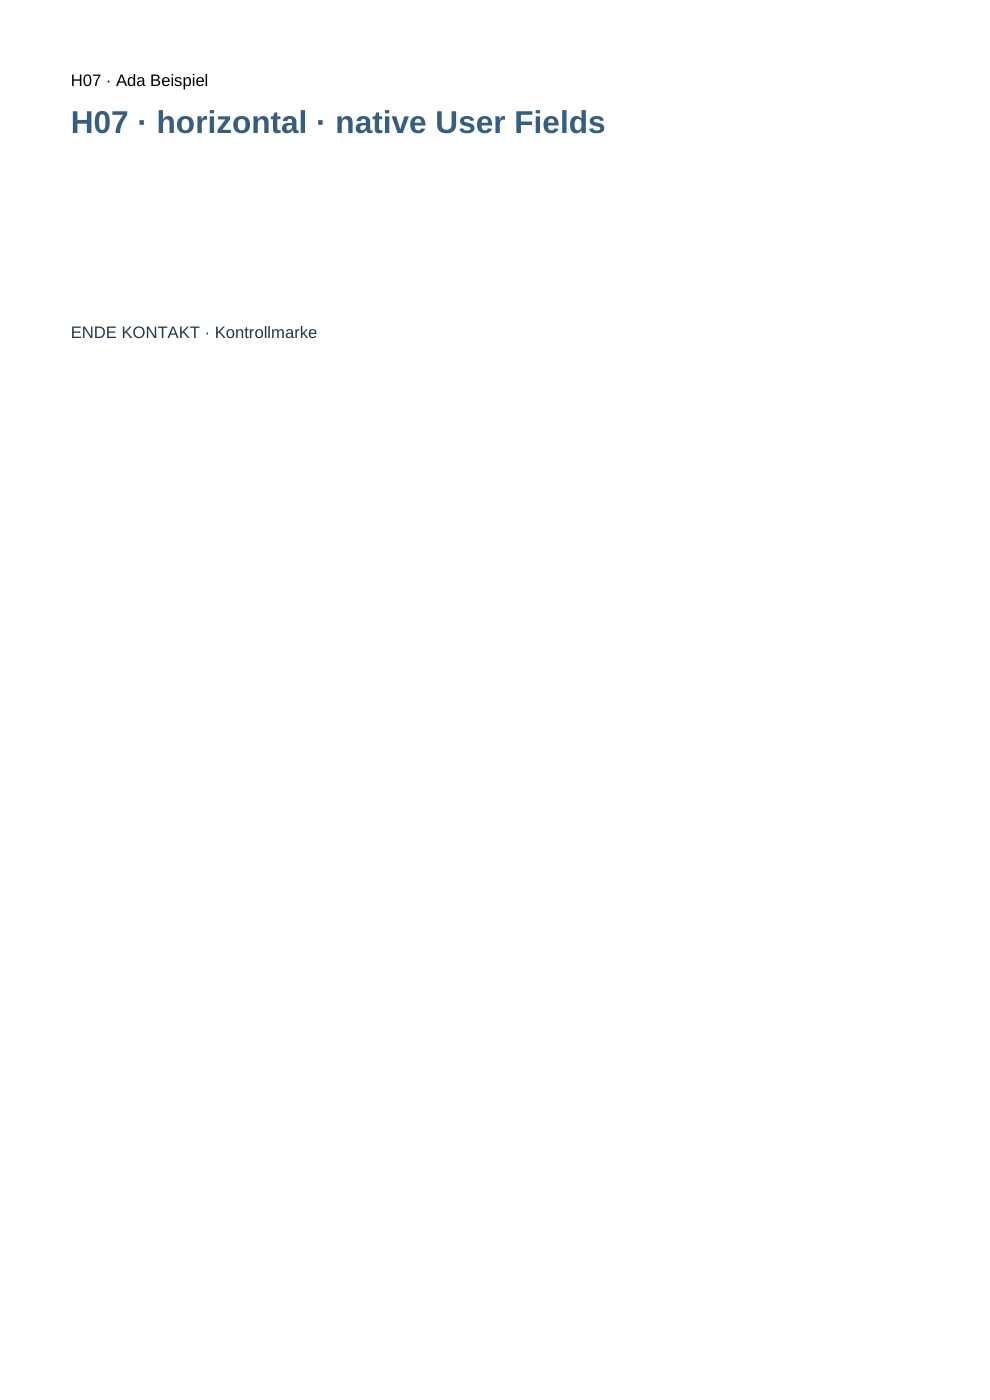 H07 · Ada Beispiel
H07 · horizontal · native User Fields
ENDE KONTAKT · Kontrollmarke